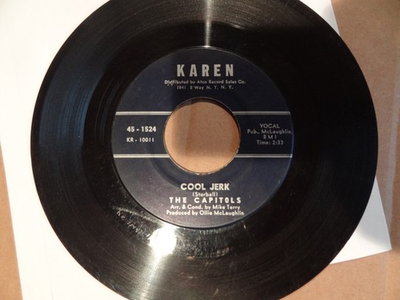 KAREN
Distributed by Atco Record Sales Co.
1841 B'Way N. Y. N. Y.
45-1524
KR-10011
VOCAL
Pub., McLaughlin
B M I
Time: 2:35
COOL JERK
(Storball)
THE CAPITOLS
Arr. & Cond. by Mike Terry
Produced by Ollie McLaughlin